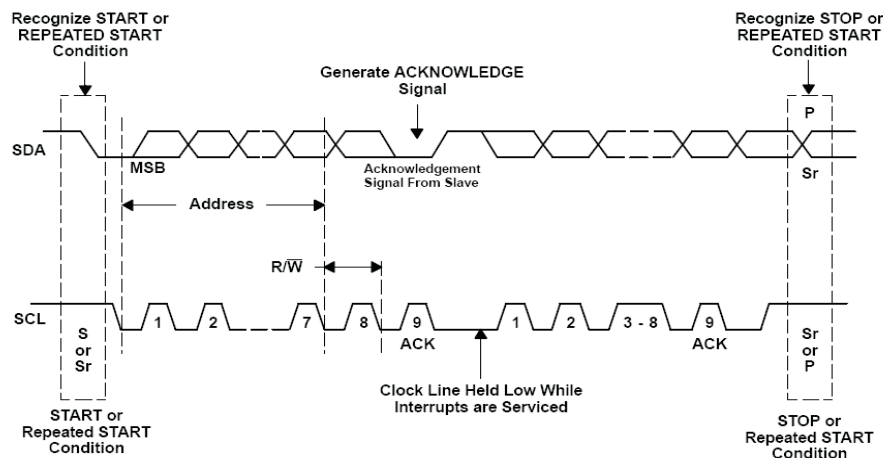 Recognize START or
REPEATED START
Condition
Recognize STOP or
REPEATED START
Condition
Generate ACKNOWLEDGE
Signal
P
SDA
MSB
Acknowledgement
Signal From Slave
Sr
Address
R/W̅
SCL
S
or
Sr
1
2
7
8
9
ACK
1
2
3 - 8
9
ACK
Sr
or
P
Clock Line Held Low While
Interrupts are Serviced
START or
Repeated START
Condition
STOP or
Repeated START
Condition